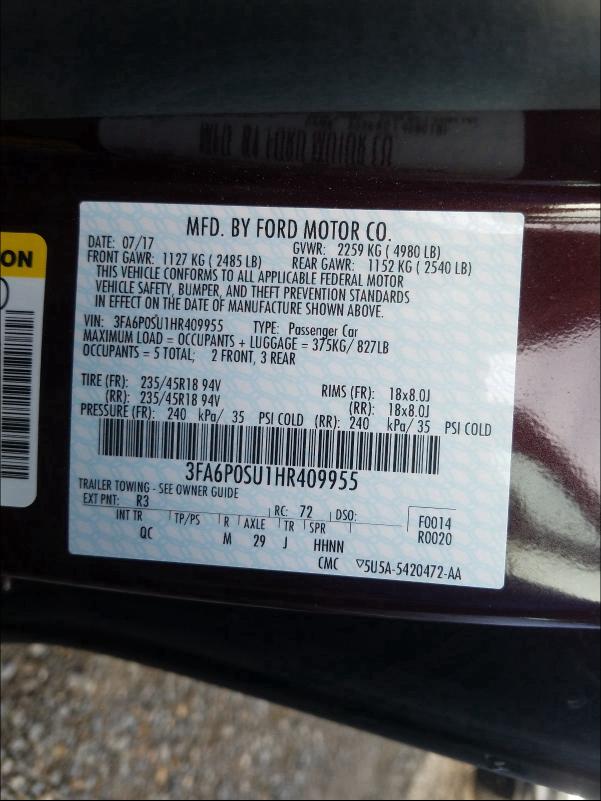 MFD. BY FORD MOTOR CO.
DATE: 07/17 GVWR: 2259 KG ( 4980 LB)
FRONT GAWR: 1127 KG ( 2485 LB) REAR GAWR: 1152 KG ( 2540 LB)
THIS VEHICLE CONFORMS TO ALL APPLICABLE FEDERAL MOTOR
VEHICLE SAFETY, BUMPER, AND THEFT PREVENTION STANDARDS
IN EFFECT ON THE DATE OF MANUFACTURE SHOWN ABOVE.
VIN: 3FA6P0SU1HR409955 TYPE: Passenger Car
MAXIMUM LOAD = OCCUPANTS + LUGGAGE = 375KG/ 827LB
OCCUPANTS = 5 TOTAL; 2 FRONT, 3 REAR
TIRE (FR): 235/45R18 94V RIMS (FR): 18x8.0J
(RR): 235/45R18 94V (RR): 18x8.0J
PRESSURE (FR): 240 kPa/ 35 PSI COLD (RR): 240 kPa/ 35 PSI COLD
3FA6P0SU1HR409955
TRAILER TOWING - SEE OWNER GUIDE
EXT PNT: R3 RC: 72 DSO: F0014
INT TR TP/PS R AXLE TR SPR R0020
QC M 29 J HHNN
CMC ▽5U5A-5420472-AA
ON